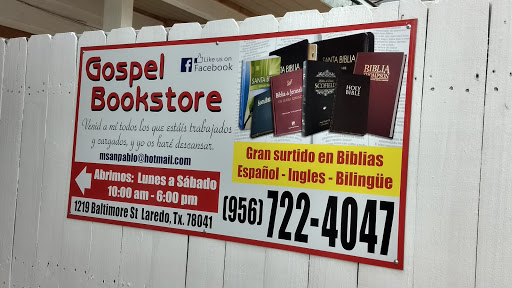 Gospel
Bookstore
Like us on
Facebook
Venid a mí todos los que estáis trabajados
y cargados, y yo os haré descansar.
msanpablo@hotmail.com
Abrimos: Lunes a Sábado
10:00 am - 6:00 pm
1219 Baltimore St Laredo, Tx. 78041
SANTA BIBLIA
SCOFIELD
HOLY
BIBLE
BIBLIA
THOMPSON
Gran surtido en Biblias
Español - Ingles - Bilingüe
(956) 722-4047